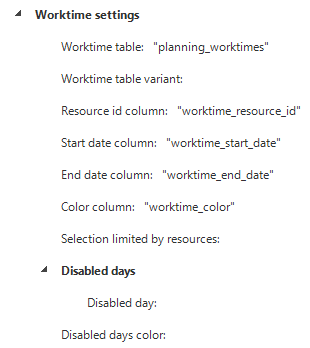 Worktime settings
Worktime table: "planning_worktimes"
Worktime table variant:
Resource id column: "worktime_resource_id"
Start date column: "worktime_start_date"
End date column: "worktime_end_date"
Color column: "worktime_color"
Selection limited by resources:
Disabled days
Disabled day:
Disabled days color: